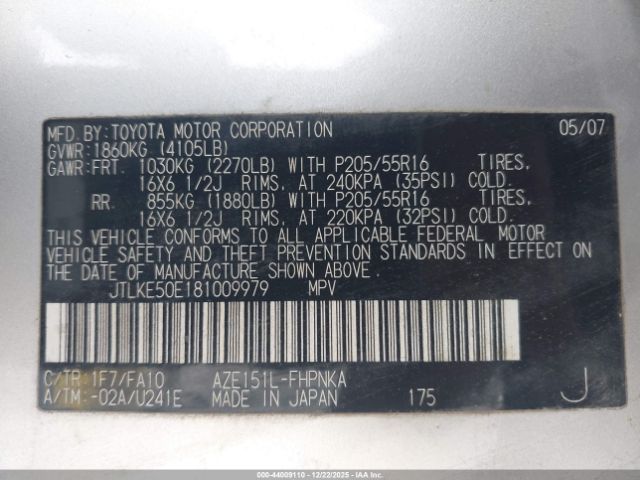 MFD.BY:TOYOTA MOTOR CORPORATION 05/07
GVWR:1860KG (4105LB)
GAWR:FRT. 1030KG (2270LB) WITH P205/55R16 TIRES,
16X6 1/2J RIMS, AT 240KPA (35PSI) COLD.
RR. 855KG (1880LB) WITH P205/55R16 TIRES,
16X6 1/2J RIMS, AT 220KPA (32PSI) COLD.
THIS VEHICLE CONFORMS TO ALL APPLICABLE FEDERAL MOTOR
VEHICLE SAFETY AND THEFT PREVENTION STANDARDS IN EFFECT ON
THE DATE OF MANUFACTURE SHOWN ABOVE.
JTLKE50E181009979 MPV
C/TR:1F7/FA10 AZE151L-FHPNKA
A/TM:-02A/U241E MADE IN JAPAN 175 J
000-44009110 - 12/22/2025 - IAAI.COM